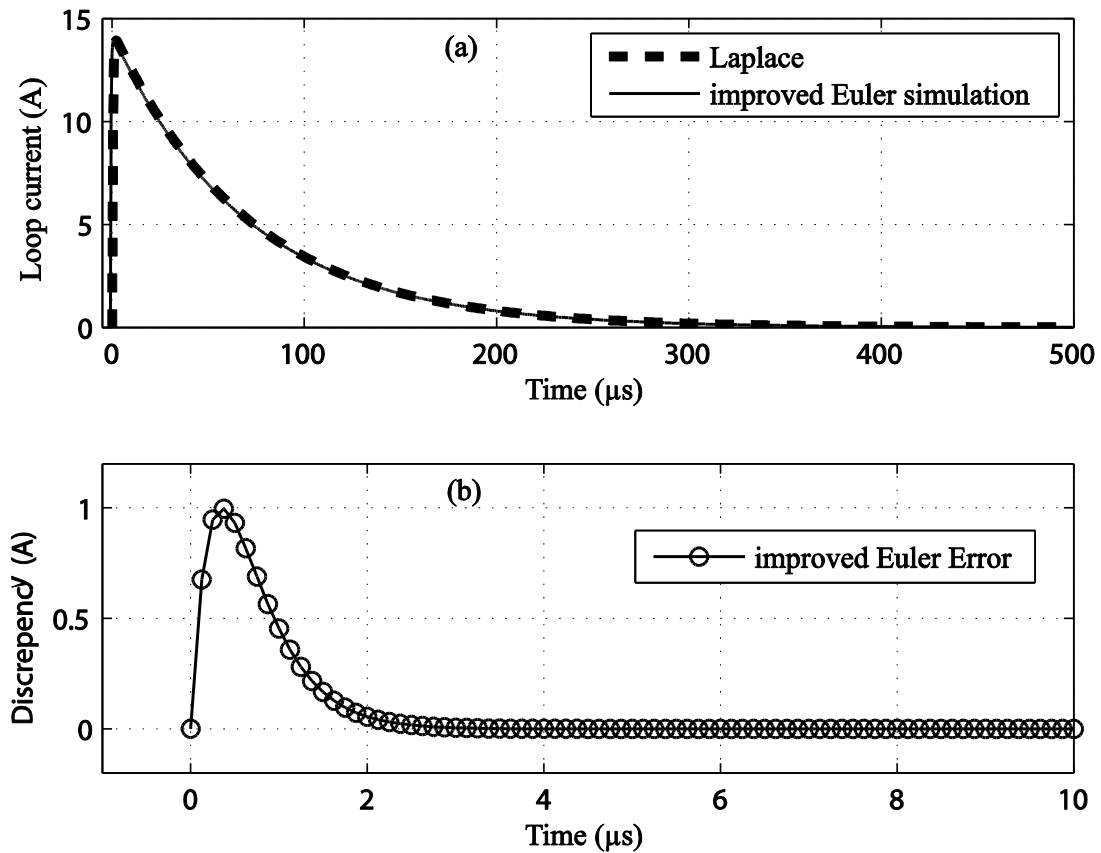 15
(a)
Laplace
improved Euler simulation
10
Loop current (A)
5
0
0 100 200 300 400 500
Time (µs)
(b)
1
improved Euler Error
Discrepency (A)
0.5
0
0 2 4 6 8 10
Time (µs)